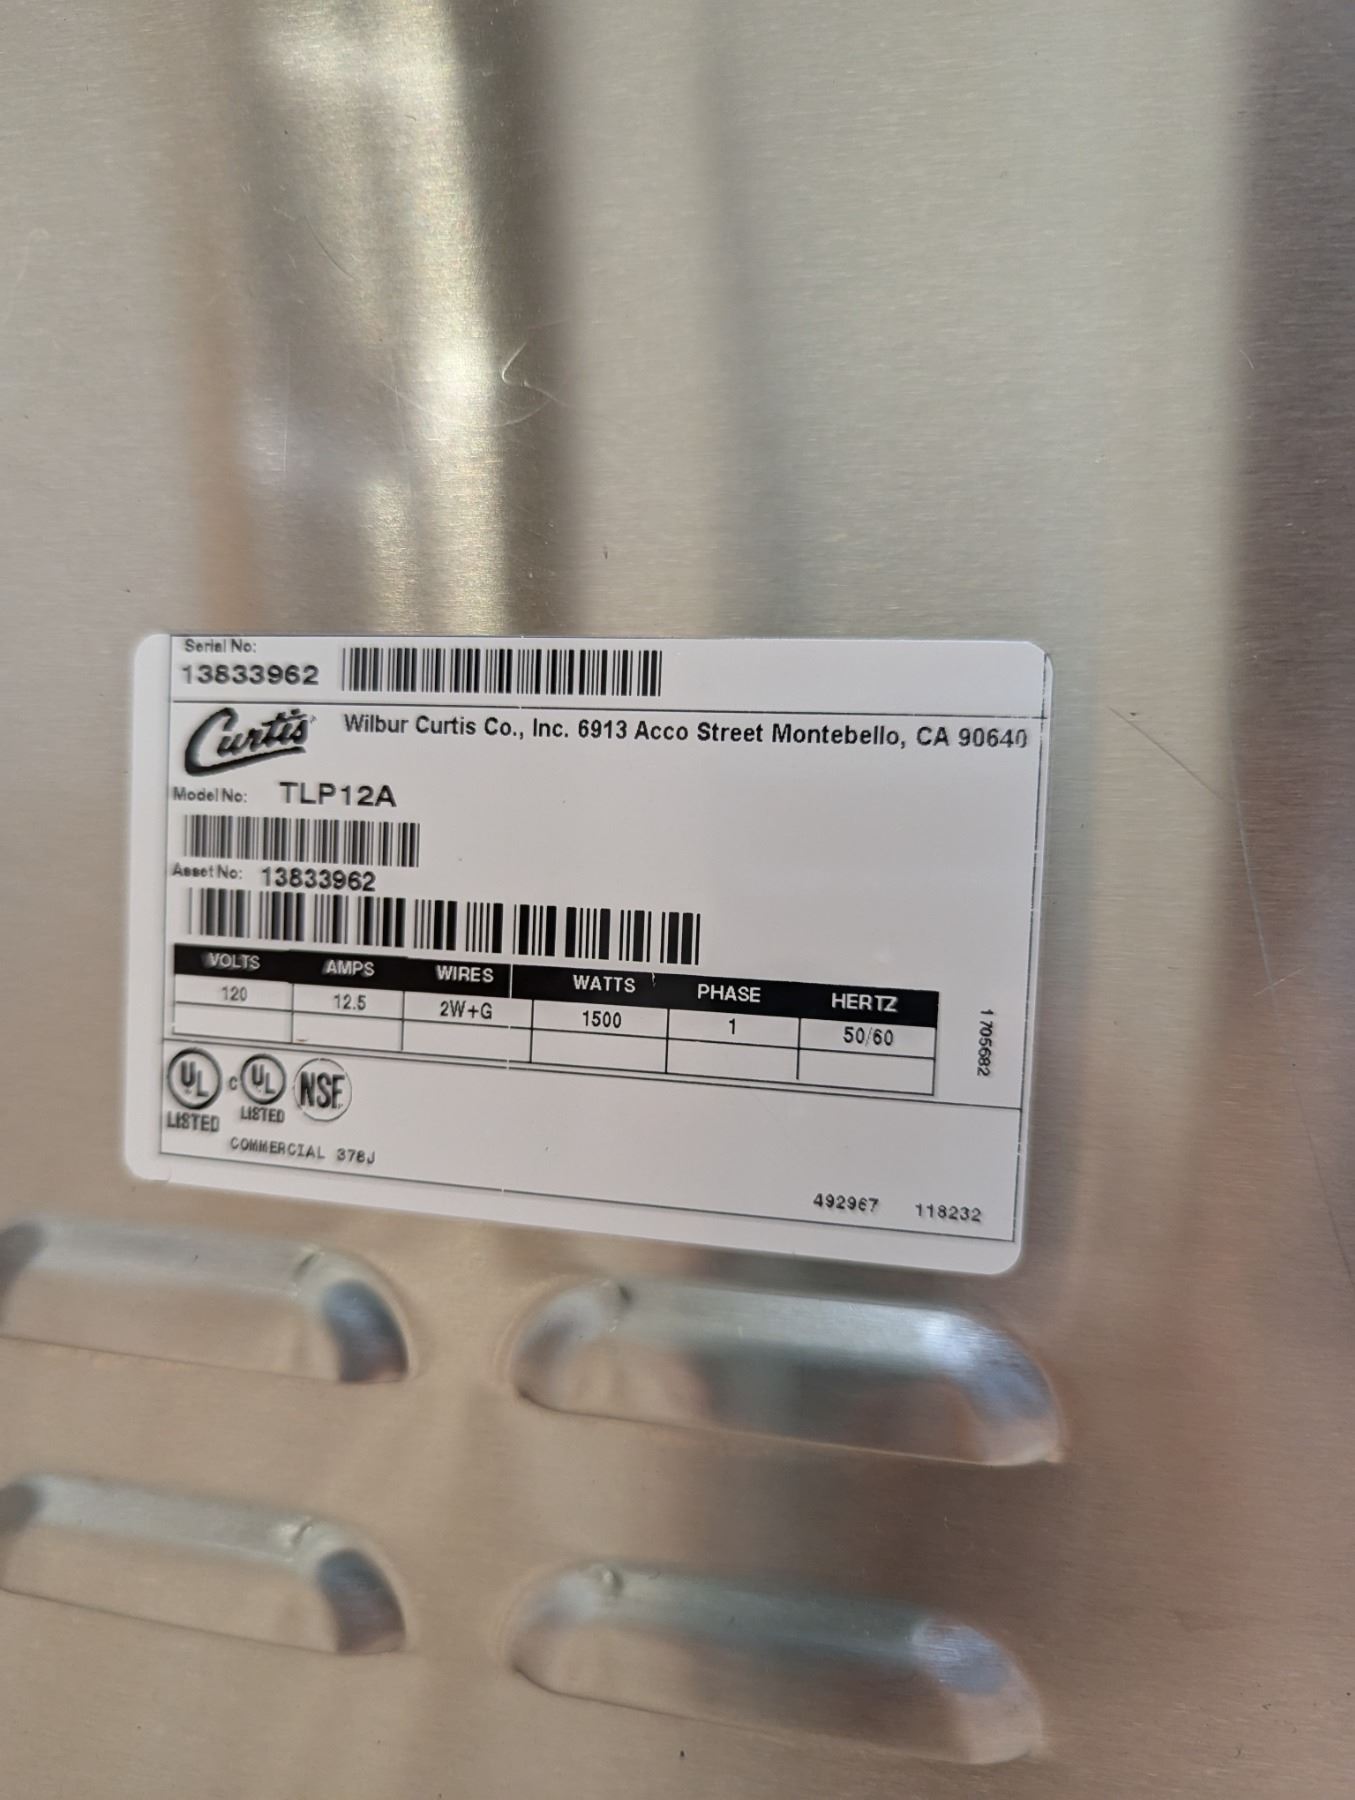 Serial No:
13833962
Curtis
Wilbur Curtis Co., Inc. 6913 Acco Street Montebello, CA 90640
Model No: TLP12A
Asset No: 13833962
VOLTS AMPS WIRES WATTS PHASE HERTZ
120 12.5 2W+G 1500 1 50/60
1705682
UL c UL NSF
LISTED LISTED
COMMERCIAL 378J
492967 118232